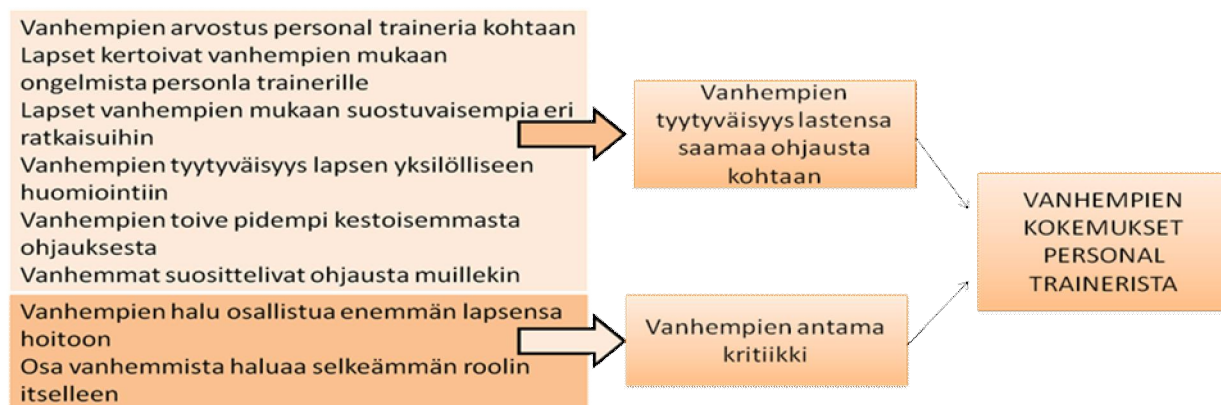 Vanhempien arvostus personal traineria kohtaan
Lapset kertoivat vanhempien mukaan
ongelmista personla trainerille
Lapset vanhempien mukaan suostuvaisempia eri
ratkaisuihin
Vanhempien tyytyväisyys lapsen yksilölliseen
huomiointiin
Vanhempien toive pidempi kestoisemmasta
ohjauksesta
Vanhemmat suosittelivat ohjausta muillekin
Vanhempien halu osallistua enemmän lapsensa
hoitoon
Osa vanhemmista haluaa selkeämmän roolin
itselleen
Vanhempien
tyytyväisyys lastensa
saamaa ohjausta
kohtaan
Vanhempien antama
kritiikki
VANHEMPIEN
KOKEMUKSET
PERSONAL
TRAINERISTA